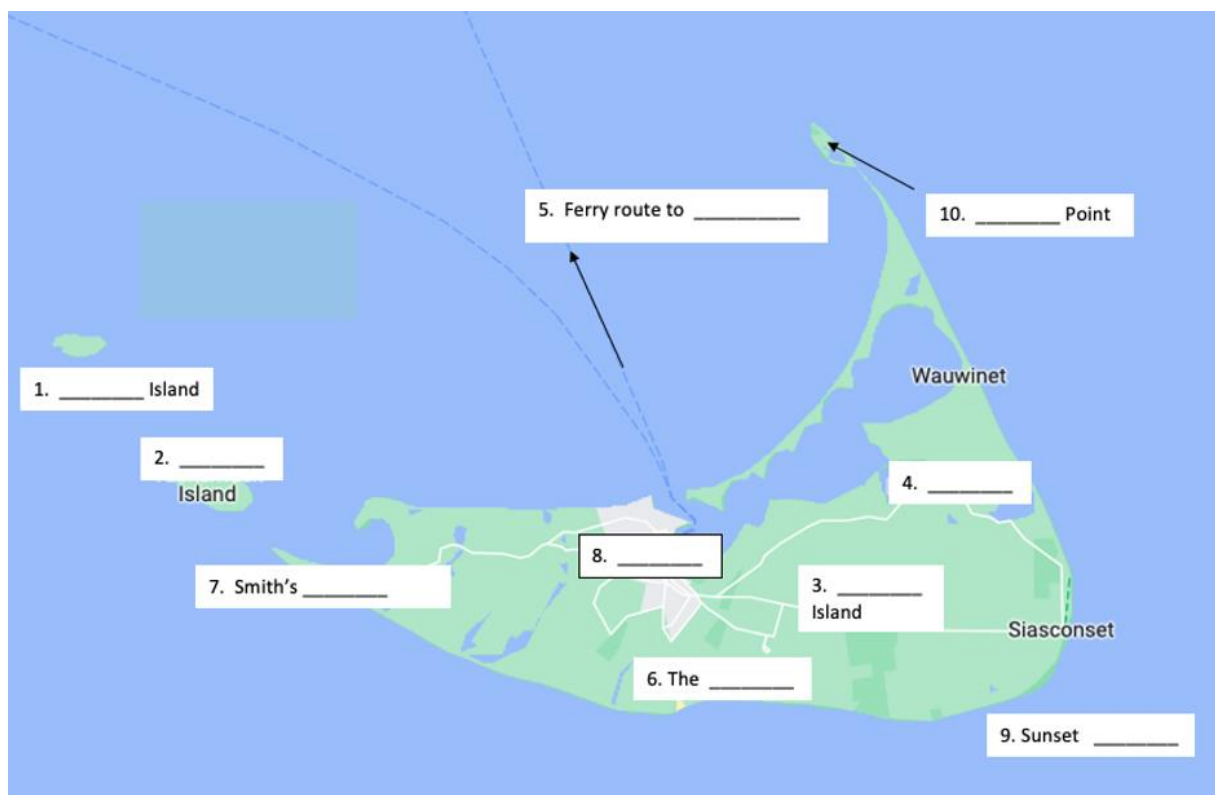 5. Ferry route to __________
10. ________ Point
1. ________ Island
Wauwinet
2. ________
Island
4. ________
8. ________
7. Smith's ________
3. ________
Island
Siasconset
6. The ________
9. Sunset ________